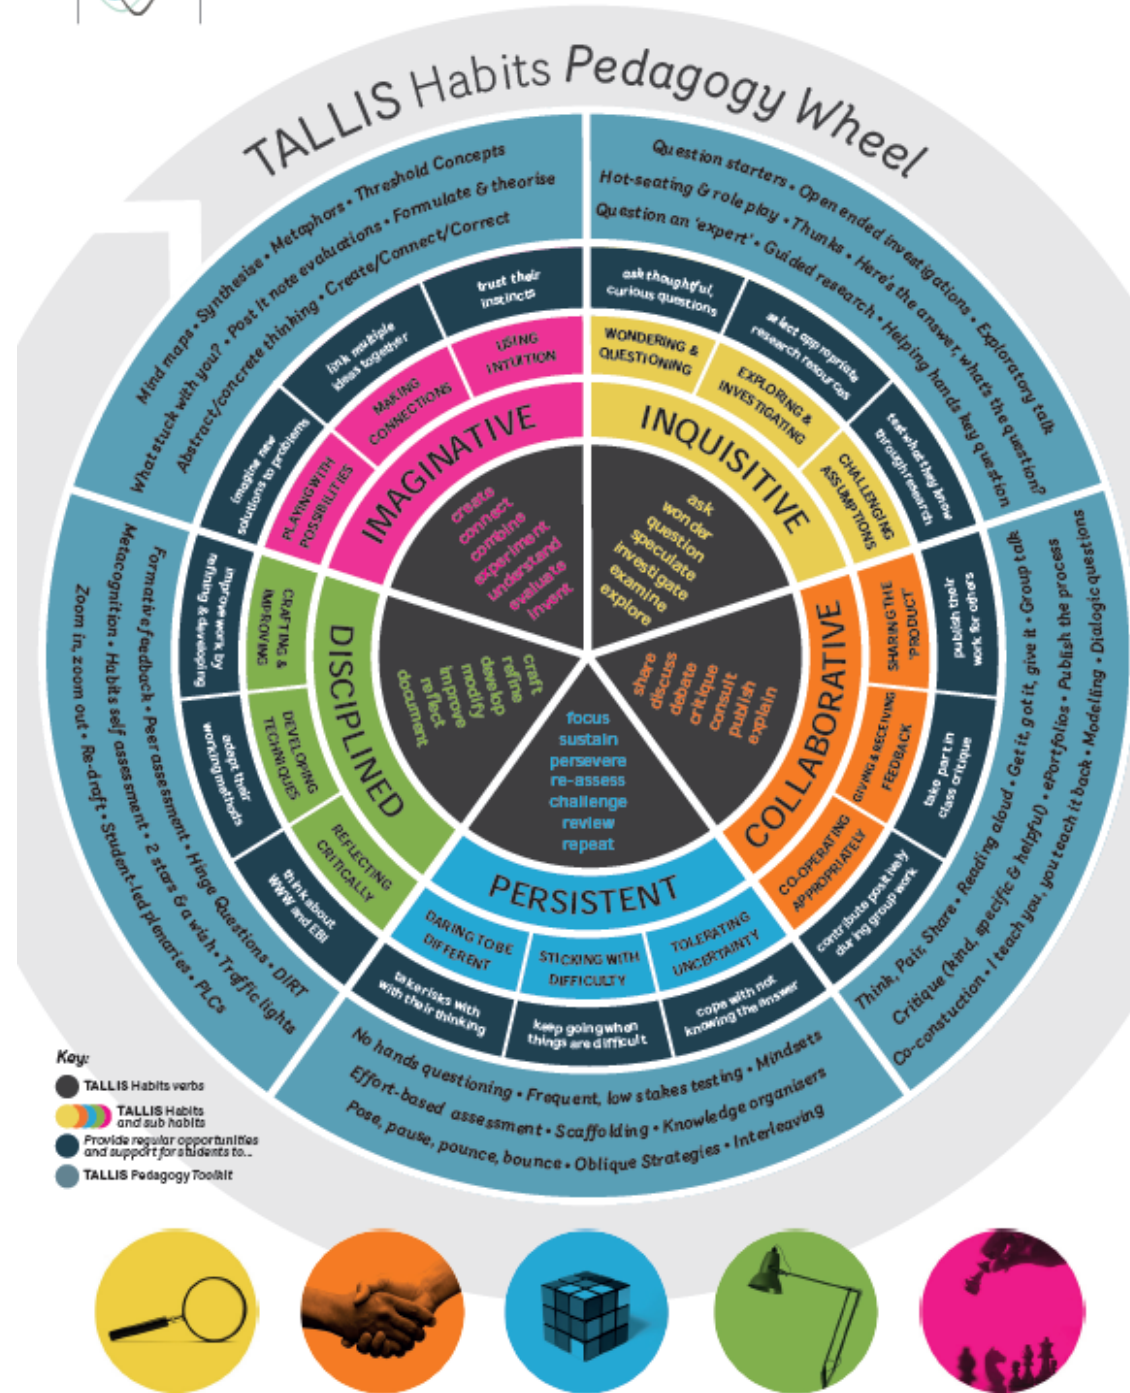 TALLIS Habits Pedagogy Wheel
Mind maps • Synthesise • Metaphors • Threshold Concepts
What stuck with you? • Post It note evaluations • Formulate & theorise
Abstract/concrete thinking • Create/Connect/Correct
Question starters • Open ended investigations • Exploratory talk
Hot-seating & role play • Thunks • Here's the answer, what's the question?
Question an 'expert' • Guided research • Helping hands key question
imagine new
solutions to problems
link multiple
ideas together
trust their
instincts
ask thoughtful,
curious questions
select appropriate
research resources
test what they know
through research
PLAYING WITH
POSSIBILITIES
MAKING
CONNECTIONS
USING
INTUITION
WONDERING &
QUESTIONING
EXPLORING &
INVESTIGATING
CHALLENGING
ASSUMPTIONS
IMAGINATIVE
INQUISITIVE
create
connect
combine
experiment
understand
evaluate
invent
ask
wonder
question
speculate
investigate
examine
explore
share
discuss
debate
critique
consult
publish
explain
COLLABORATIVE
SHARING THE
'PRODUCT'
GIVING & RECEIVING
FEEDBACK
CO-OPERATING
APPROPRIATELY
publish their
work for others
take part in
class critique
contribute positively
during group work
Think, Pair, Share • Reading aloud • Get it, got it, give it • Group talk
Critique (kind, specific & helpful) • ePortfolios • Publish the process
Co-constuction • I teach you, you teach it back • Modelling • Dialogic questions
focus
sustain
persevere
re-assess
challenge
review
repeat
PERSISTENT
DARING TO BE
DIFFERENT
STICKING WITH
DIFFICULTY
TOLERATING
UNCERTAINTY
take risks with
with their thinking
keep going when
things are difficult
cope with not
knowing the answer
No hands questioning • Frequent, low stakes testing • Mindsets
Effort-based assessment • Scaffolding • Knowledge organisers
Pose, pause, pounce, bounce • Oblique Strategies • Interleaving
craft
refine
develop
modify
improve
reflect
document
DISCIPLINED
CRAFTING &
IMPROVING
DEVELOPING
TECHNIQUES
REFLECTING
CRITICALLY
improve work by
refining & developing
adapt their
working methods
think about
WWW and EBI
Formative feedback • Peer assessment • Hinge Questions • DIRT
Metacognition • Habits self assessment • 2 stars & a wish • Traffic lights
Zoom in, zoom out • Re-draft • Student-led plenaries • PLCs
Key:
TALLIS Habits verbs
TALLIS Habits
and sub habits
Provide regular opportunities
and support for students to...
TALLIS Pedagogy Toolkit